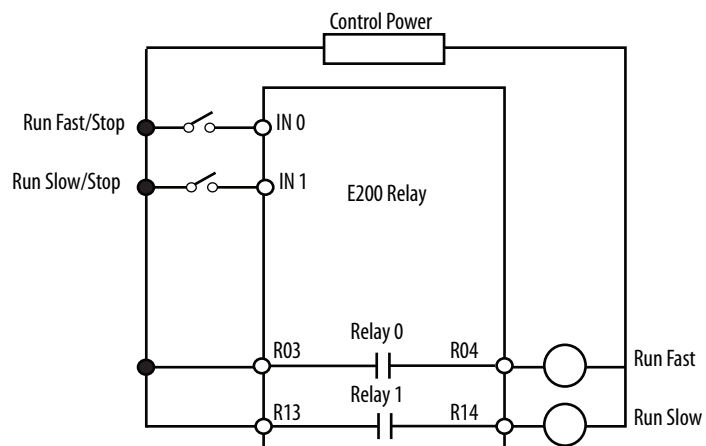 Control Power
Run Fast/Stop
IN 0
Run Slow/Stop
IN 1
E200 Relay
Relay 0
R03
R04
Run Fast
Relay 1
R13
R14
Run Slow